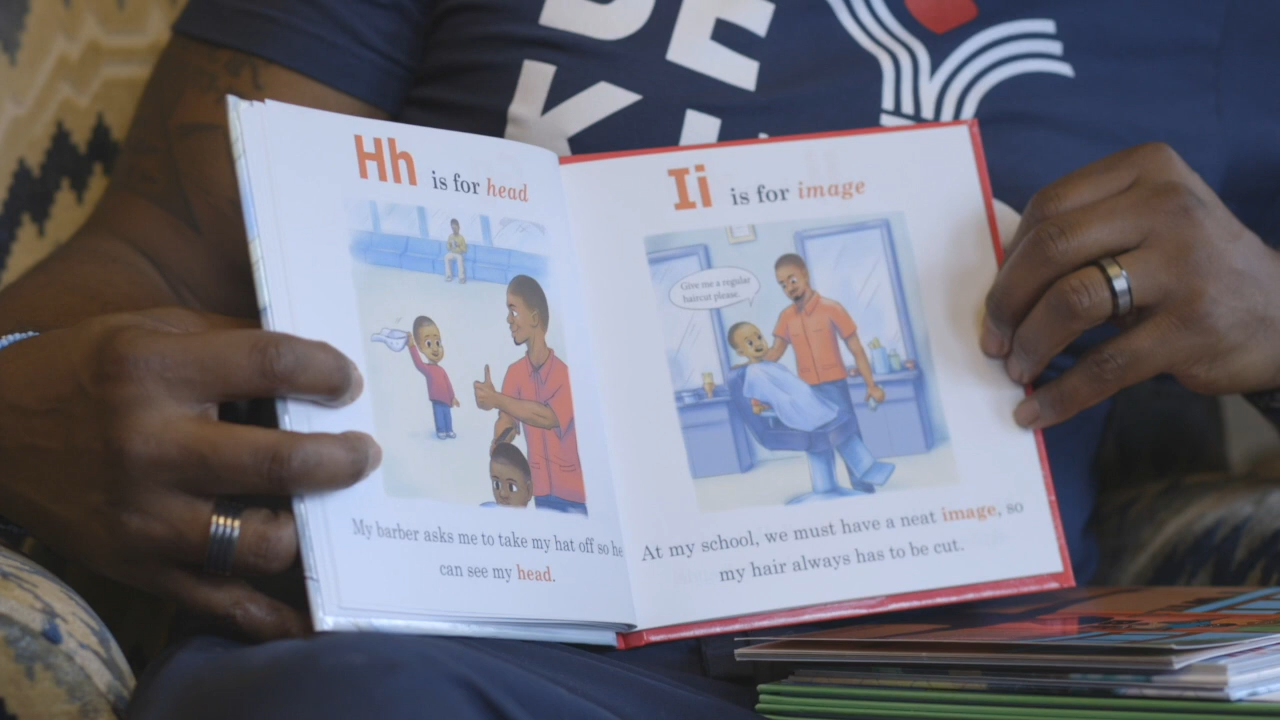 Hh is for head
My barber asks me to take my hat off so he
can see my head.
Ii is for image
Give me a regular
haircut please.
At my school, we must have a neat image, so
my hair always has to be cut.